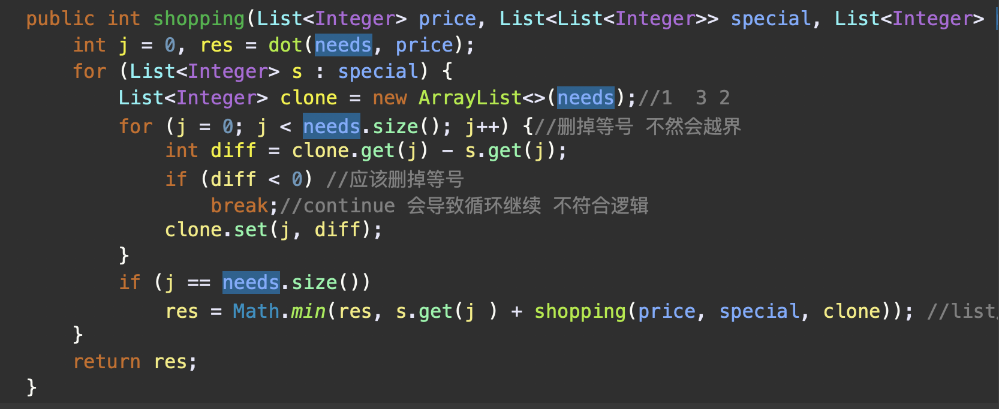 public int shopping(List<Integer> price, List<List<Integer>> special, List<Integer>
int j = 0, res = dot(needs, price);
for (List<Integer> s : special) {
List<Integer> clone = new ArrayList<>(needs);//1  3 2
for (j = 0; j < needs.size(); j++) {//删掉等号 不然会越界
int diff = clone.get(j) - s.get(j);
if (diff < 0) //应该删掉等号
break;//continue 会导致循环继续 不符合逻辑
clone.set(j, diff);
}
if (j == needs.size())
res = Math.min(res, s.get(j ) + shopping(price, special, clone)); //list
}
return res;
}